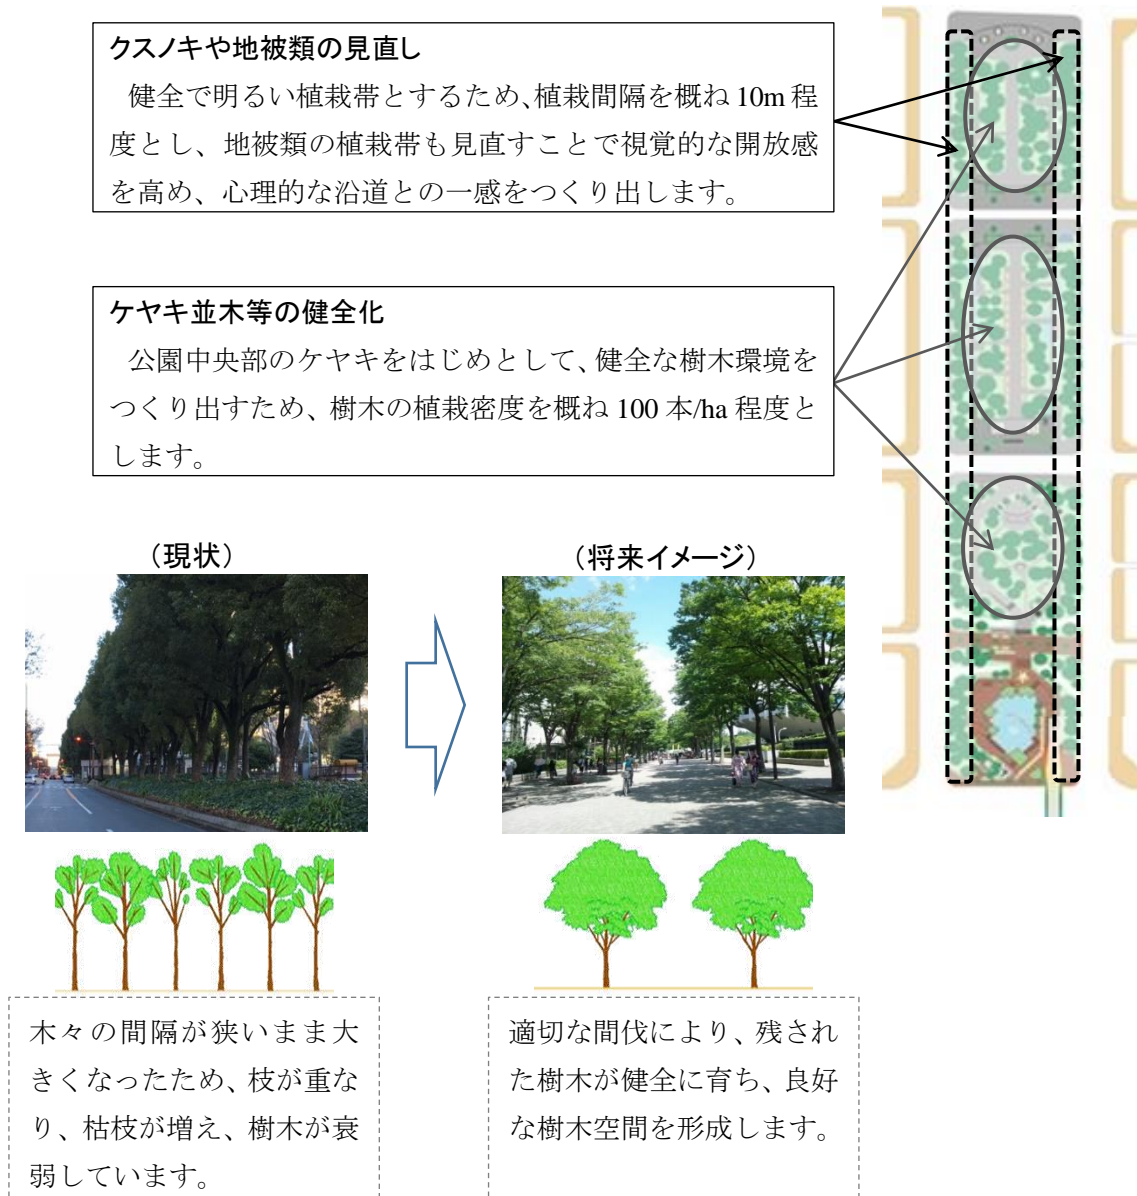 クスノキや地被類の見直し
健全で明るい植栽帯とするため、植栽間隔を概ね 10m 程
度とし、地被類の植栽帯も見直すことで視覚的な開放感
を高め、心理的な沿道との一感をつくり出します。
ケヤキ並木等の健全化
公園中央部のケヤキをはじめとして、健全な樹木環境を
つくり出すため、樹木の植栽密度を概ね 100 本/ha 程度と
します。
（現状）
（将来イメージ）
木々の間隔が狭いまま大
きくなったため、枝が重な
り、枯枝が増え、樹木が衰
弱しています。
適切な間伐により、残され
た樹木が健全に育ち、良好
な樹木空間を形成します。